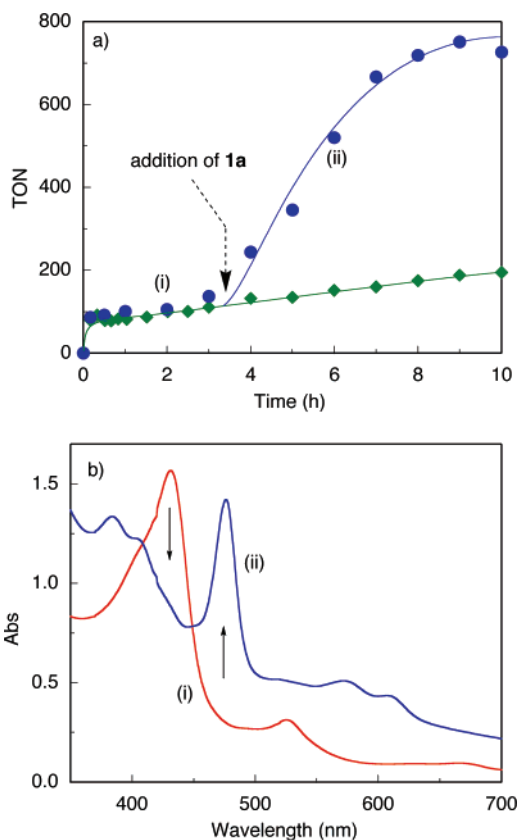 a)
800
600
400
200
0
TON
addition of 1a
(i)
(ii)
0
2
4
6
8
10
Time (h)
b)
1.5
1.0
0.5
0.0
Abs
(i)
(ii)
400
500
600
700
Wavelength (nm)